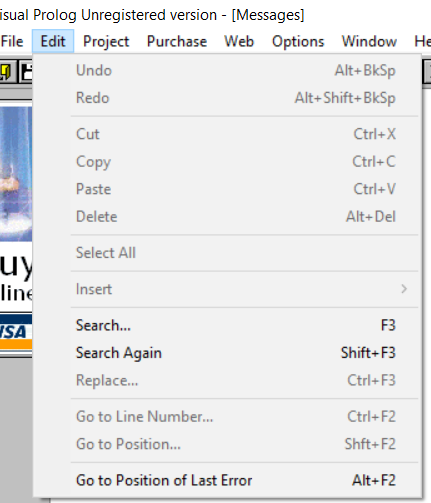 isual Prolog Unregistered version - [Messages]
File Edit Project Purchase Web Options Window He
Undo Alt+BkSp
Redo Alt+Shift+BkSp
Cut Ctrl+X
Copy Ctrl+C
Paste Ctrl+V
Delete Alt+Del
Select All
uy
Insert
line
Search... F3
ISA
Search Again Shift+F3
Replace... Ctrl+F3
Go to Line Number... Ctrl+F2
Go to Position... Shft+F2
Go to Position of Last Error Alt+F2